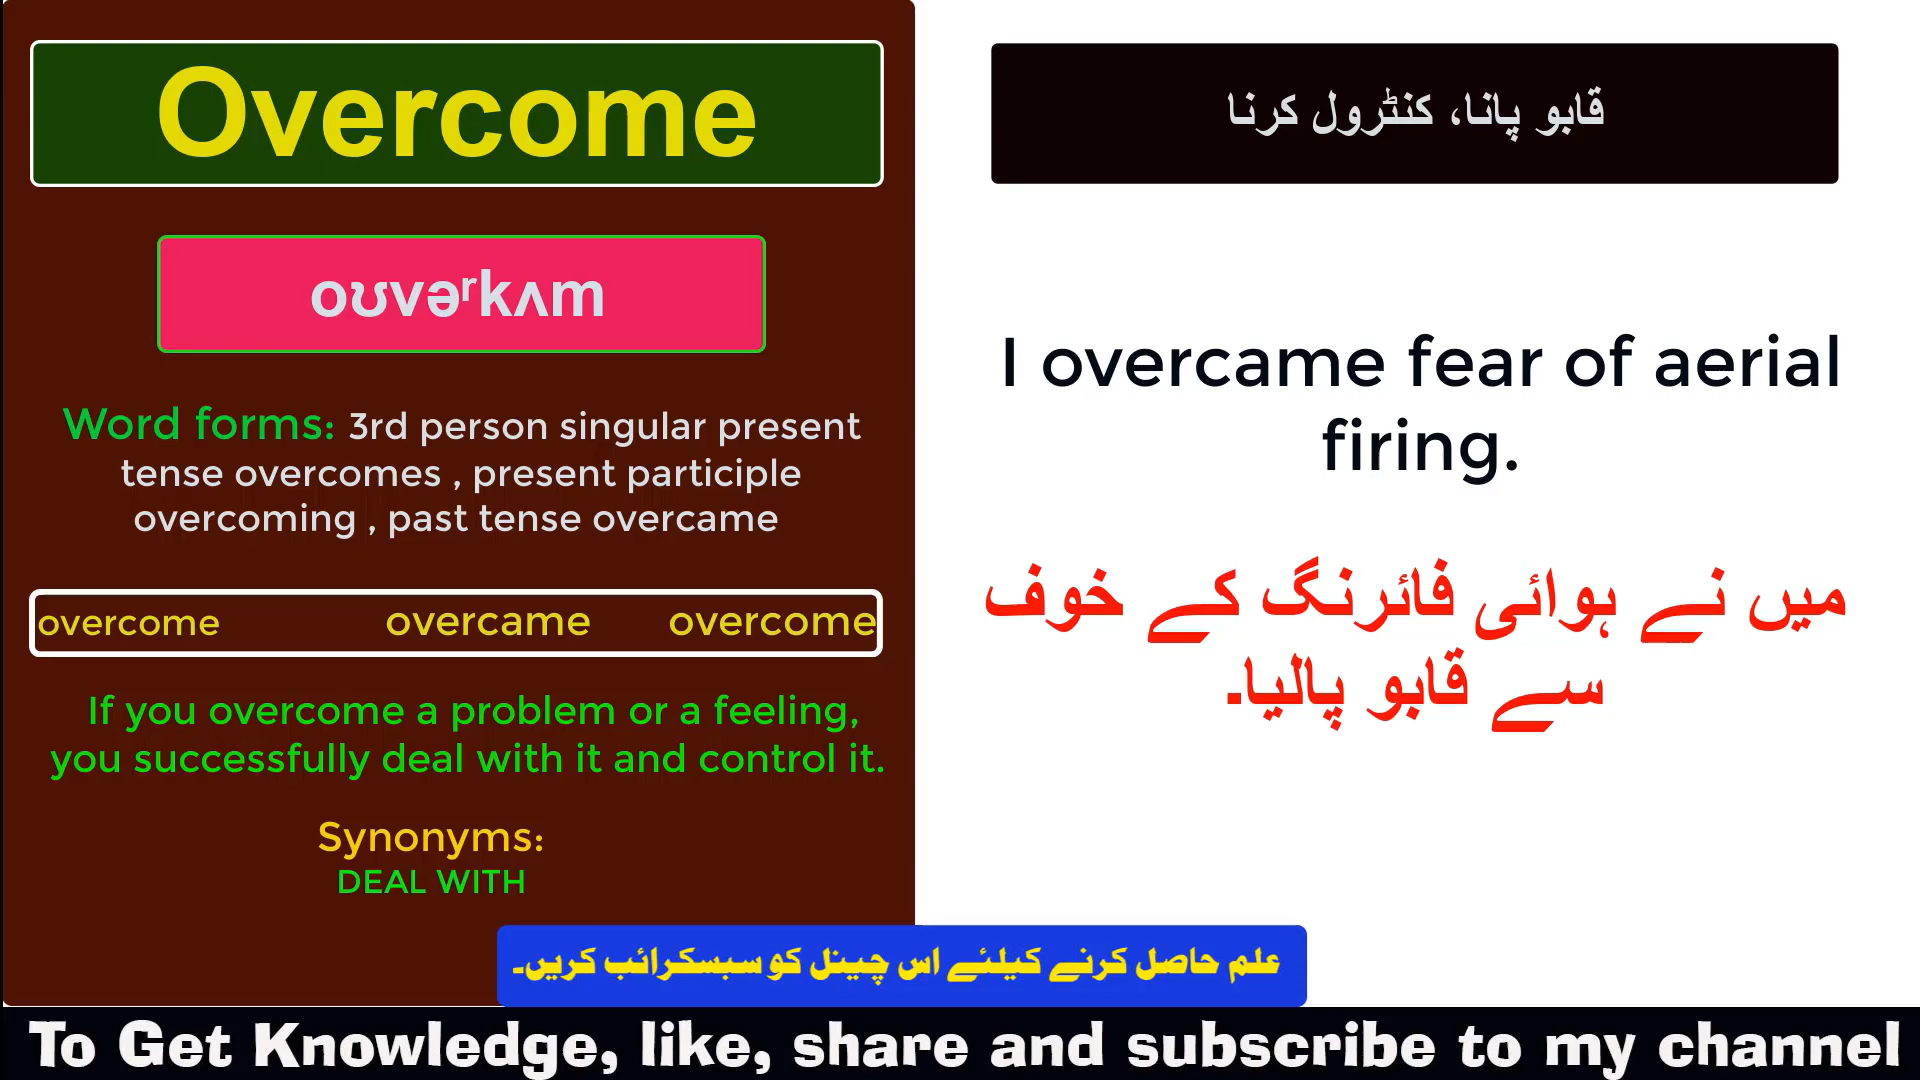 Overcome
oʊvəʳkʌm
Word forms: 3rd person singular present
tense overcomes , present participle
overcoming , past tense overcame
overcome overcame overcome
If you overcome a problem or a feeling,
you successfully deal with it and control it.
Synonyms:
DEAL WITH
قابو پانا، کنٹرول کرنا
I overcame fear of aerial
firing.
میں نے ہوائی فائرنگ کے خوف
سے قابو پالیا۔
علم حاصل کرنے کیلئے اس چینل کو سبسکرائب کریں۔
To Get Knowledge, like, share and subscribe to my channel